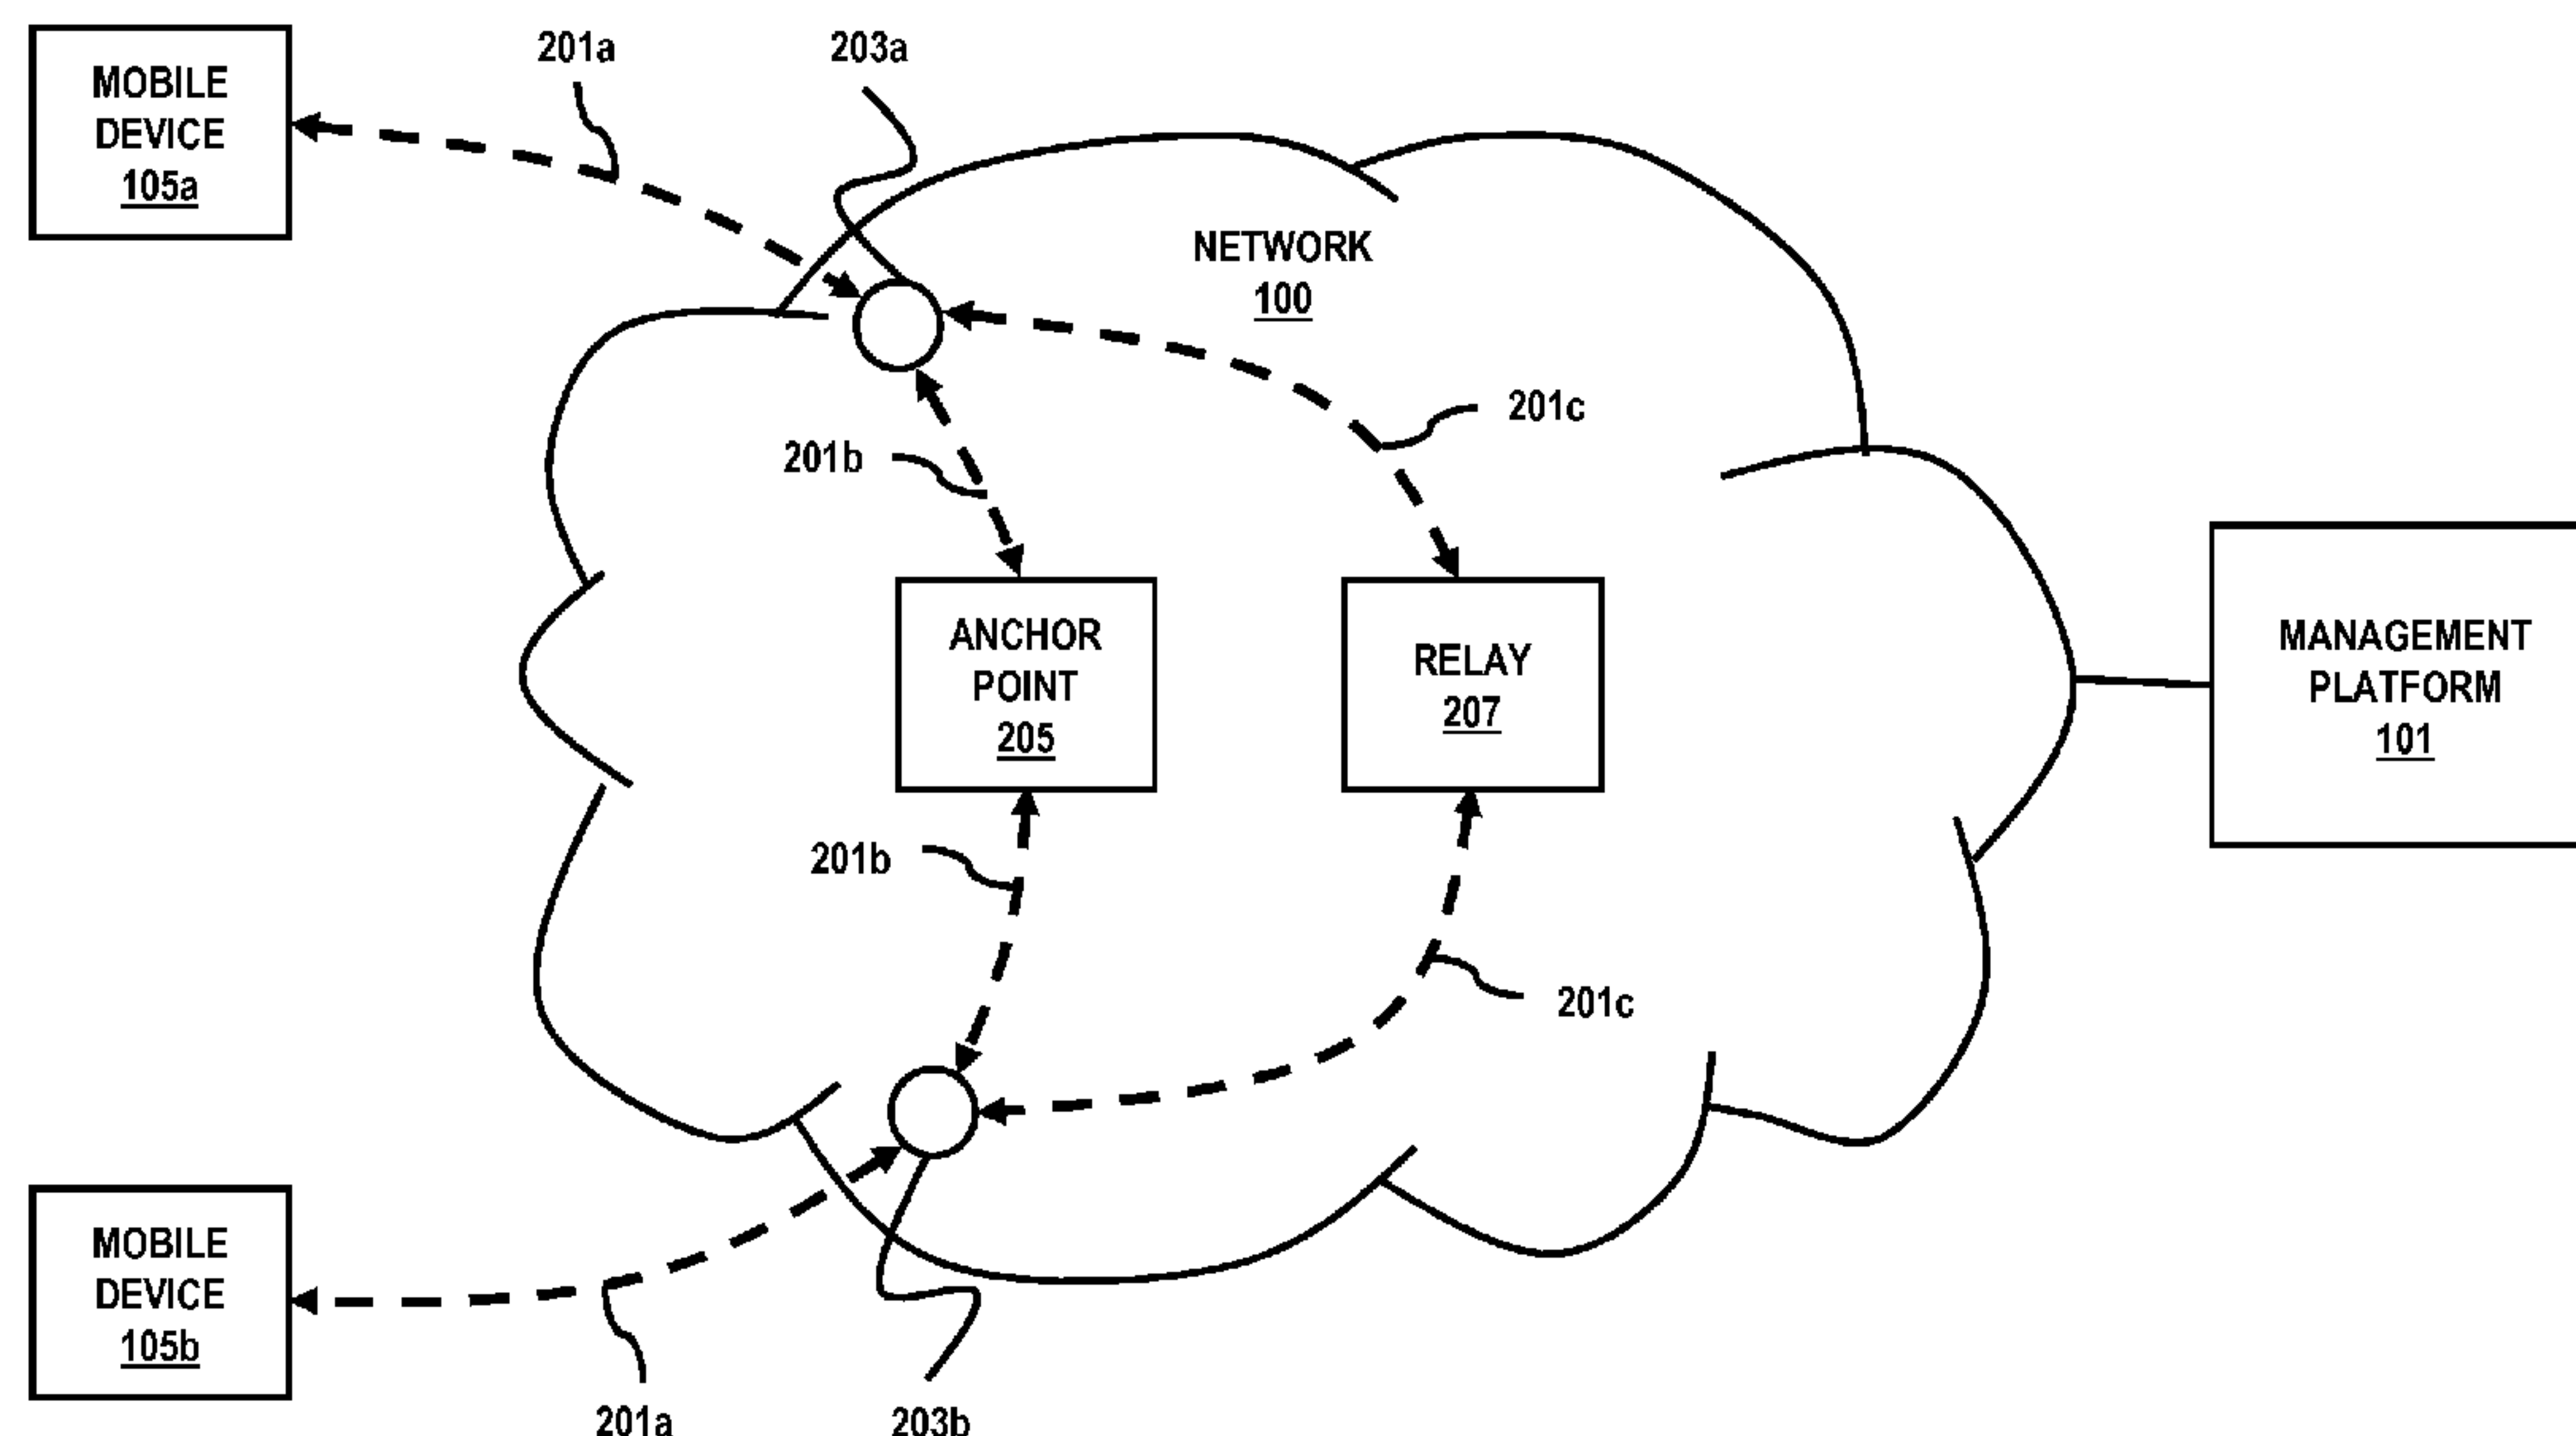 201a
203a
MOBILE
DEVICE
105a
NETWORK
100
201c
201b
ANCHOR
POINT
205
RELAY
207
MANAGEMENT
PLATFORM
101
201b
201c
MOBILE
DEVICE
105b
201a
203b